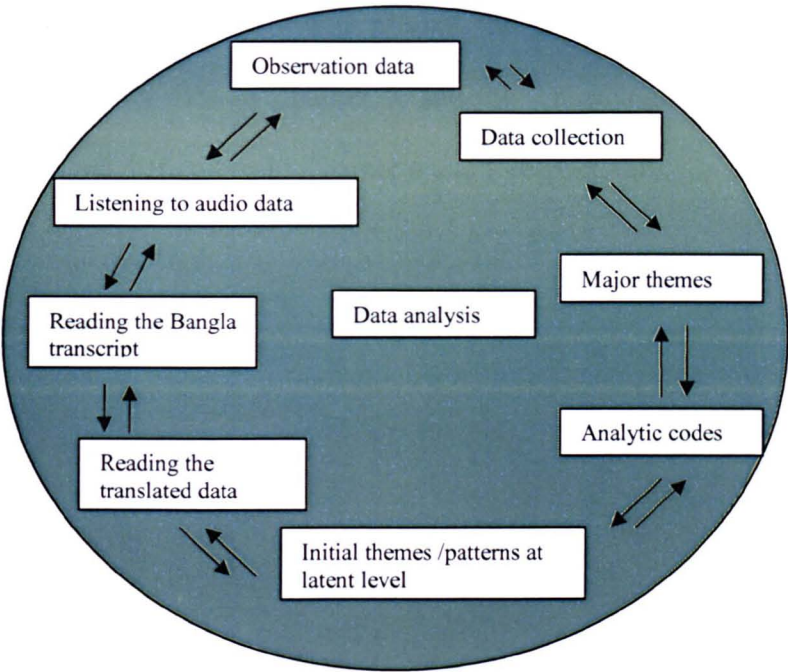 Observation data
Data collection
Listening to audio data
Major themes
Reading the Bangla
transcript
Data analysis
Analytic codes
Reading the
translated data
Initial themes /patterns at
latent level